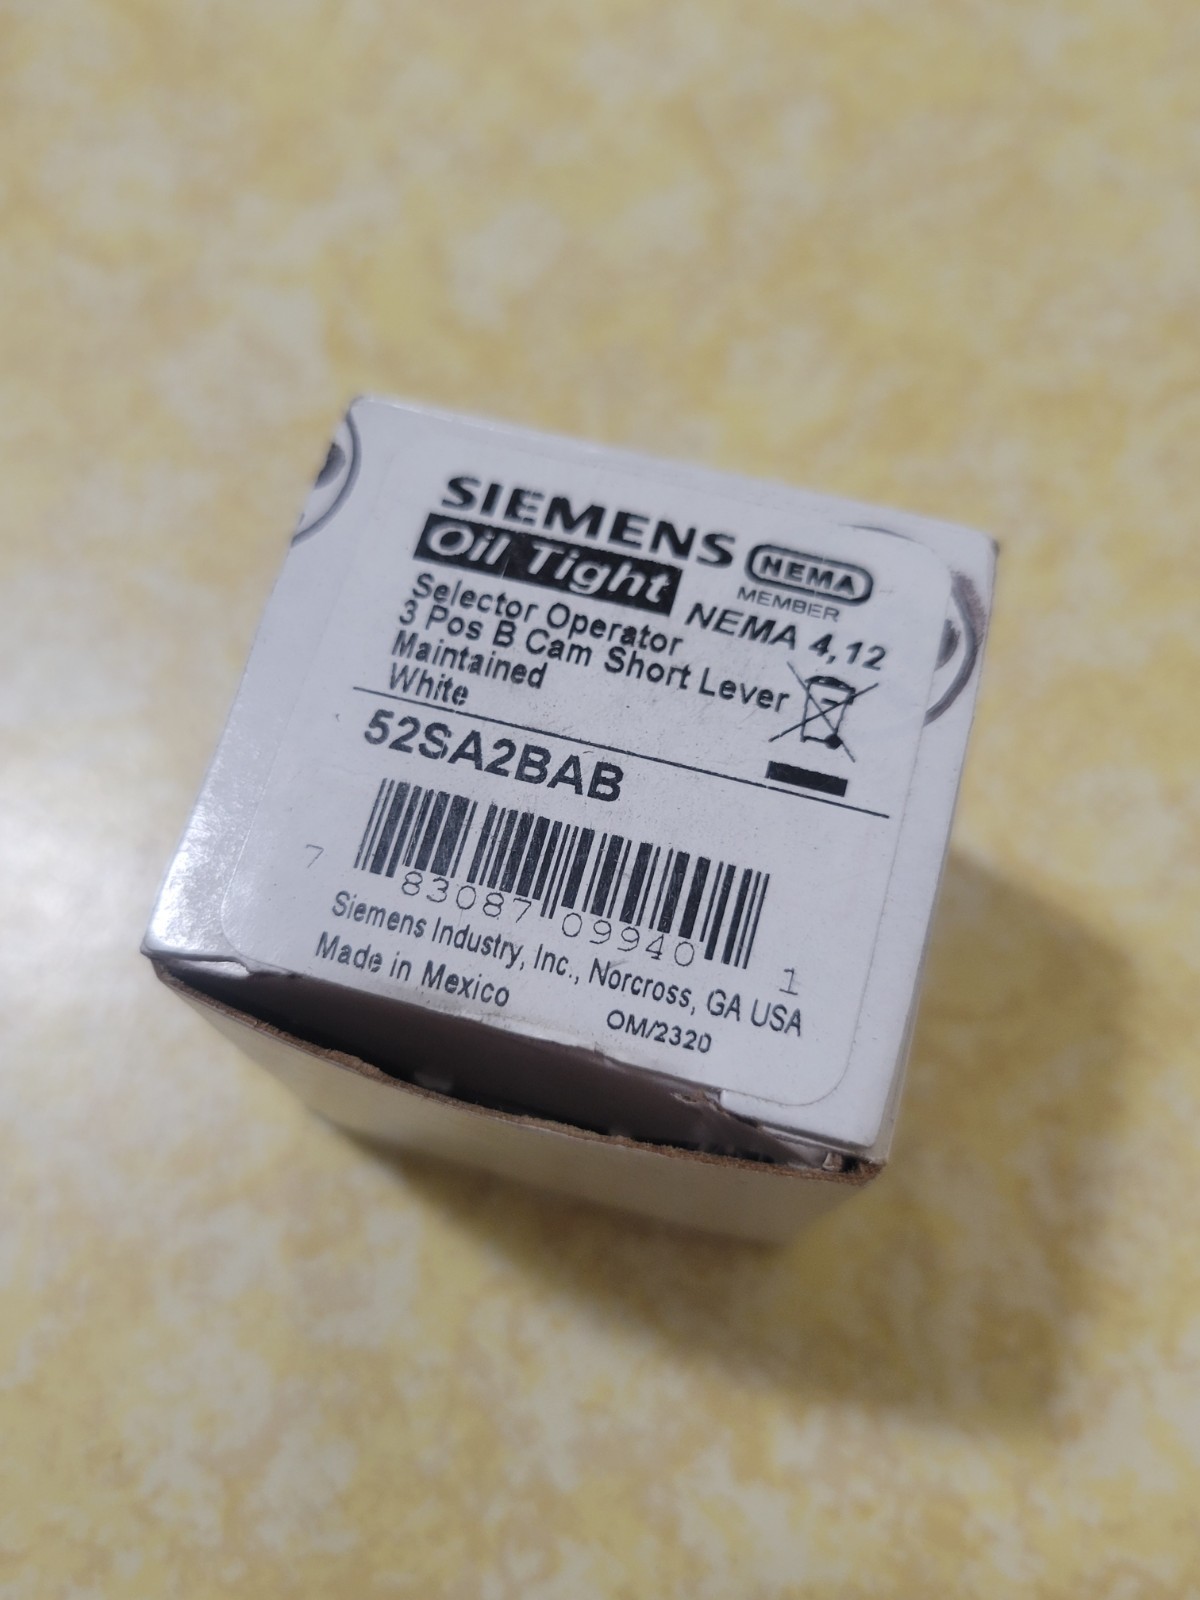 SIEMENS
NEMA
MEMBER
Oil Tight
NEMA 4,12
Selector Operator
3 Pos B Cam Short Lever
Maintained
White
52SA2BAB
7 83087 09940 1
Siemens Industry, Inc., Norcross, GA USA
Made in Mexico
OM/2320